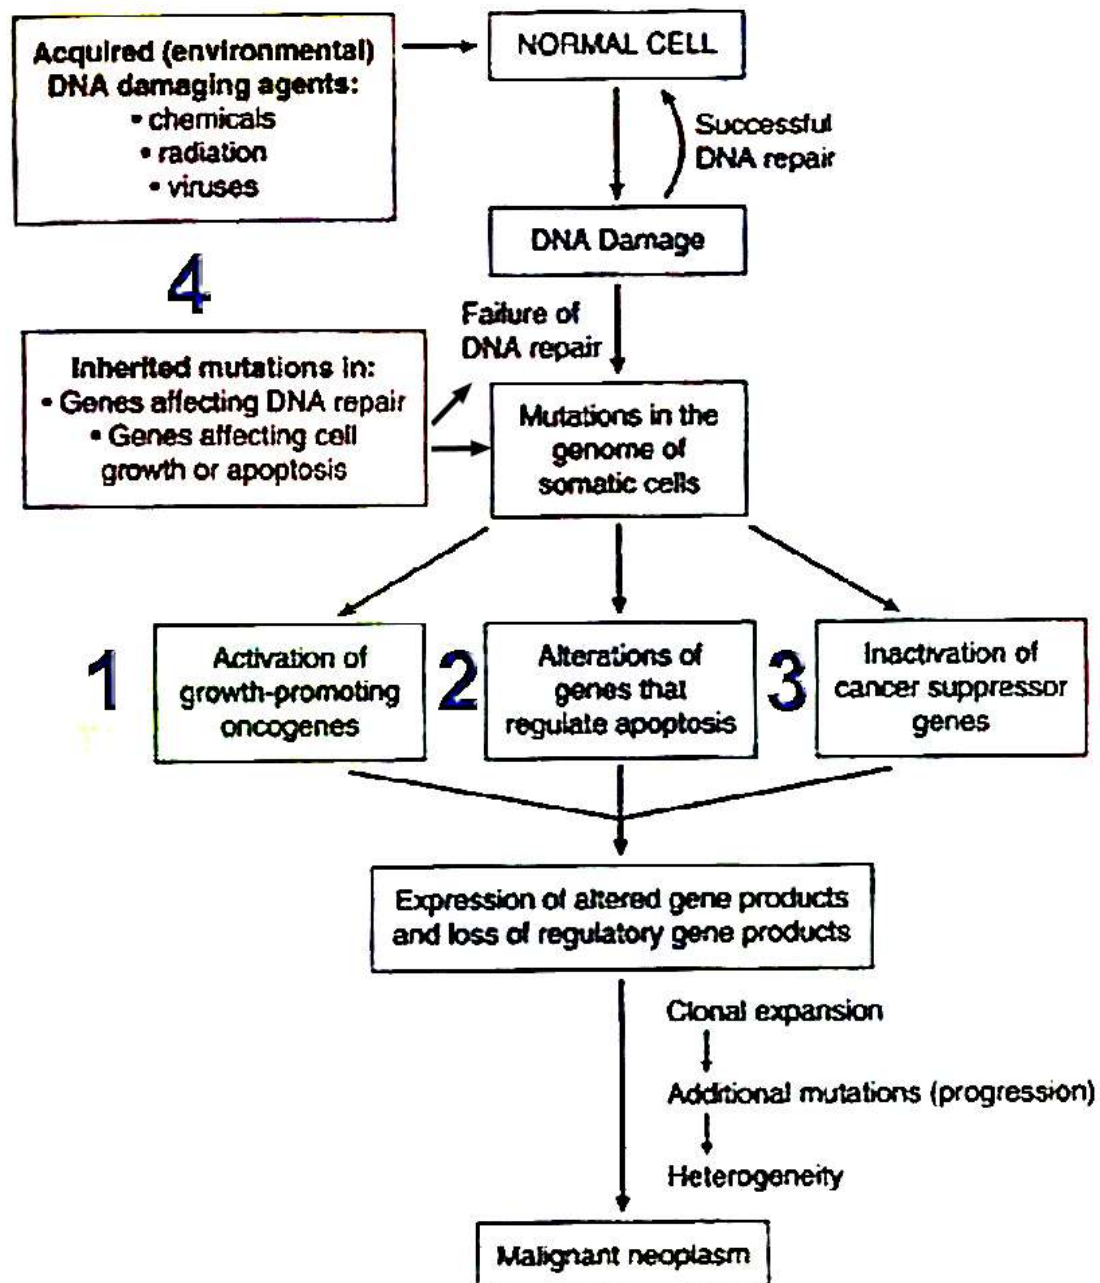 Acquired (environmental)
DNA damaging agents:
• chemicals
• radiation
• viruses
NORMAL CELL
Successful
DNA repair
DNA Damage
4
Failure of
DNA repair
Inherited mutations in:
• Genes affecting DNA repair
• Genes affecting cell
growth or apoptosis
Mutations in the
genome of
somatic cells
1
Activation of
growth-promoting
oncogenes
2
Alterations of
genes that
regulate apoptosis
3
Inactivation of
cancer suppressor
genes
Expression of altered gene products
and loss of regulatory gene products
Clonal expansion
Additional mutations (progression)
Heterogeneity
Malignant neoplasm